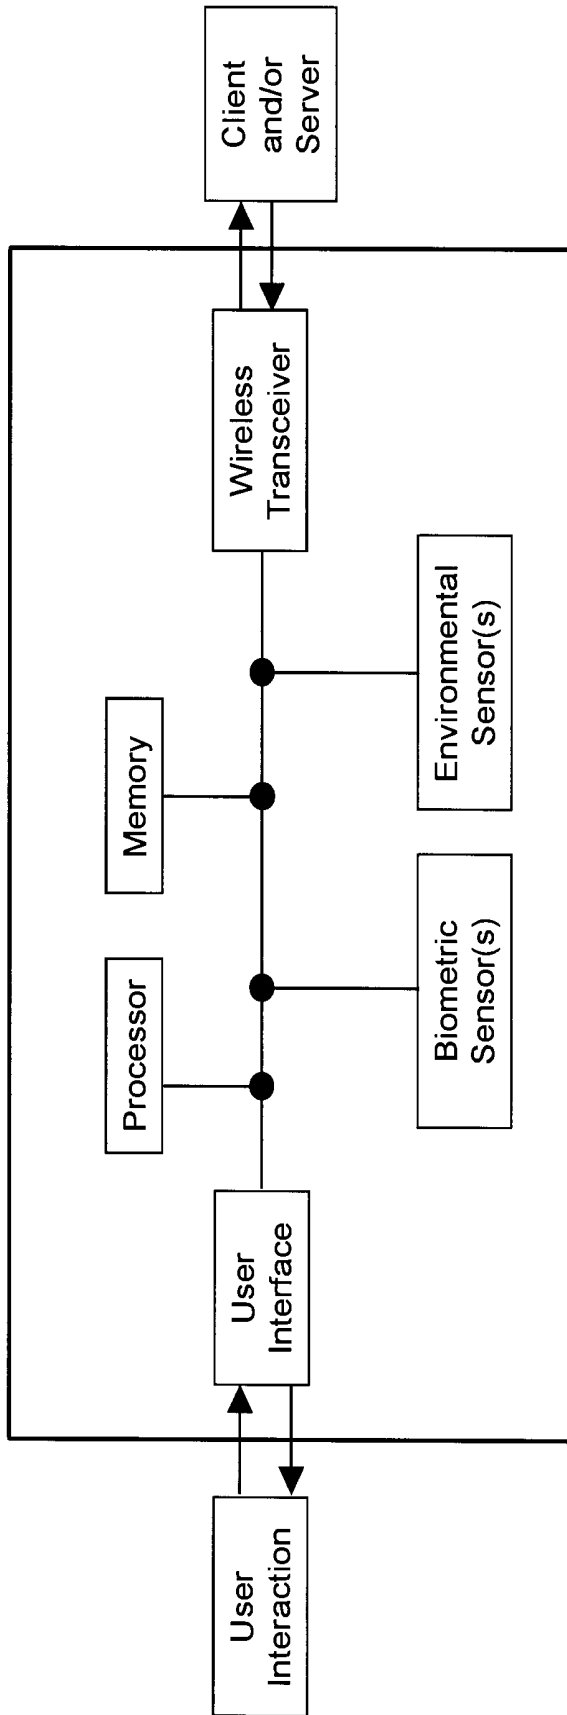 User
Interaction
User
Interface
Processor
Memory
Biometric
Sensor(s)
Environmental
Sensor(s)
Wireless
Transceiver
Client
and/or
Server